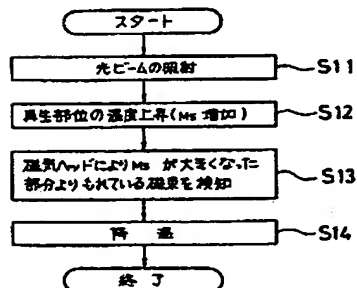 スタート
光ビームの照射
S11
再生部位の温度上昇(Ms 増加)
S12
磁気ヘッドによりMs が大きくなった
部分よりもれている磁束を検知
S13
降 温
S14
終了